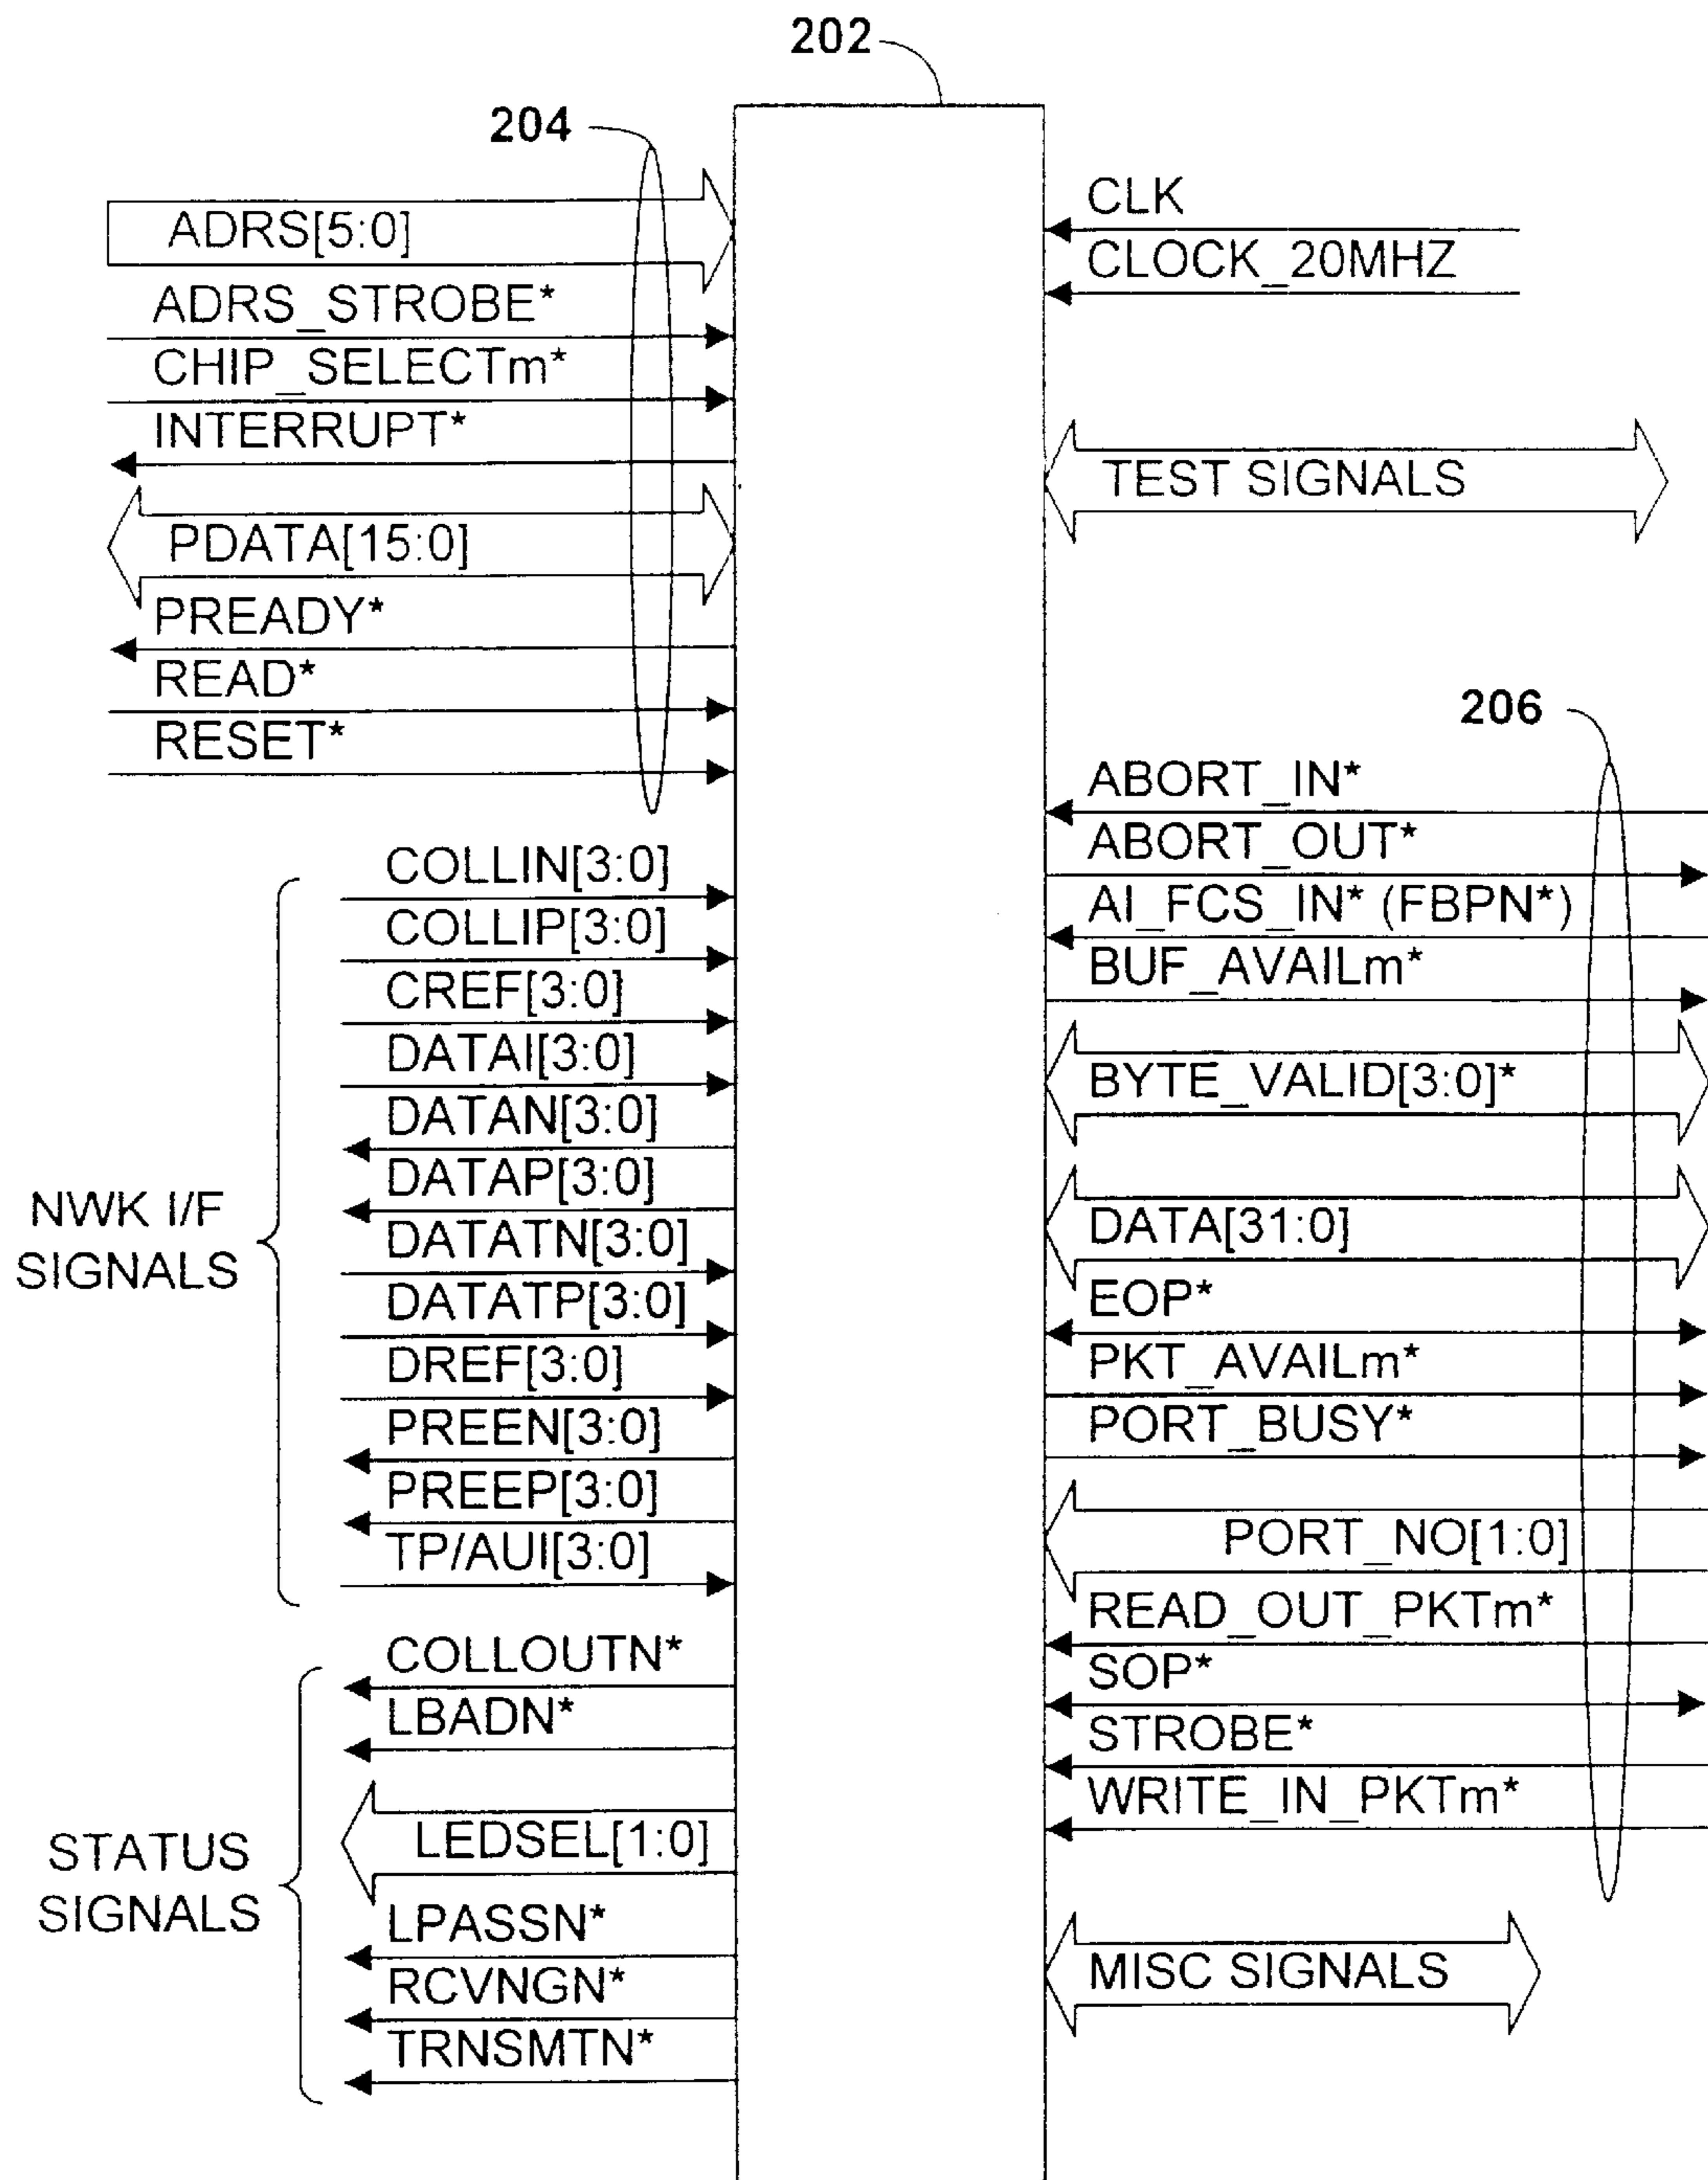 202
204
ADRS[5:0]
ADRS_STROBE*
CHIP_SELECTm*
INTERRUPT*
PDATA[15:0]
PREADY*
READ*
RESET*
CLK
CLOCK_20MHZ
TEST SIGNALS
NWK I/F
SIGNALS
COLLIN[3:0]
COLLIP[3:0]
CREF[3:0]
DATAI[3:0]
DATAN[3:0]
DATAP[3:0]
DATATN[3:0]
DATATP[3:0]
DREF[3:0]
PREEN[3:0]
PREEP[3:0]
TP/AUI[3:0]
STATUS
SIGNALS
COLLOUTN*
LBADN*
LEDSEL[1:0]
LPASSN*
RCVNGN*
TRNSMTN*
206
ABORT_IN*
ABORT_OUT*
AI_FCS_IN* (FBPN*)
BUF_AVAILm*
BYTE_VALID[3:0]*
DATA[31:0]
EOP*
PKT_AVAILm*
PORT_BUSY*
PORT_NO[1:0]
READ_OUT_PKTm*
SOP*
STROBE*
WRITE_IN_PKTm*
MISC SIGNALS